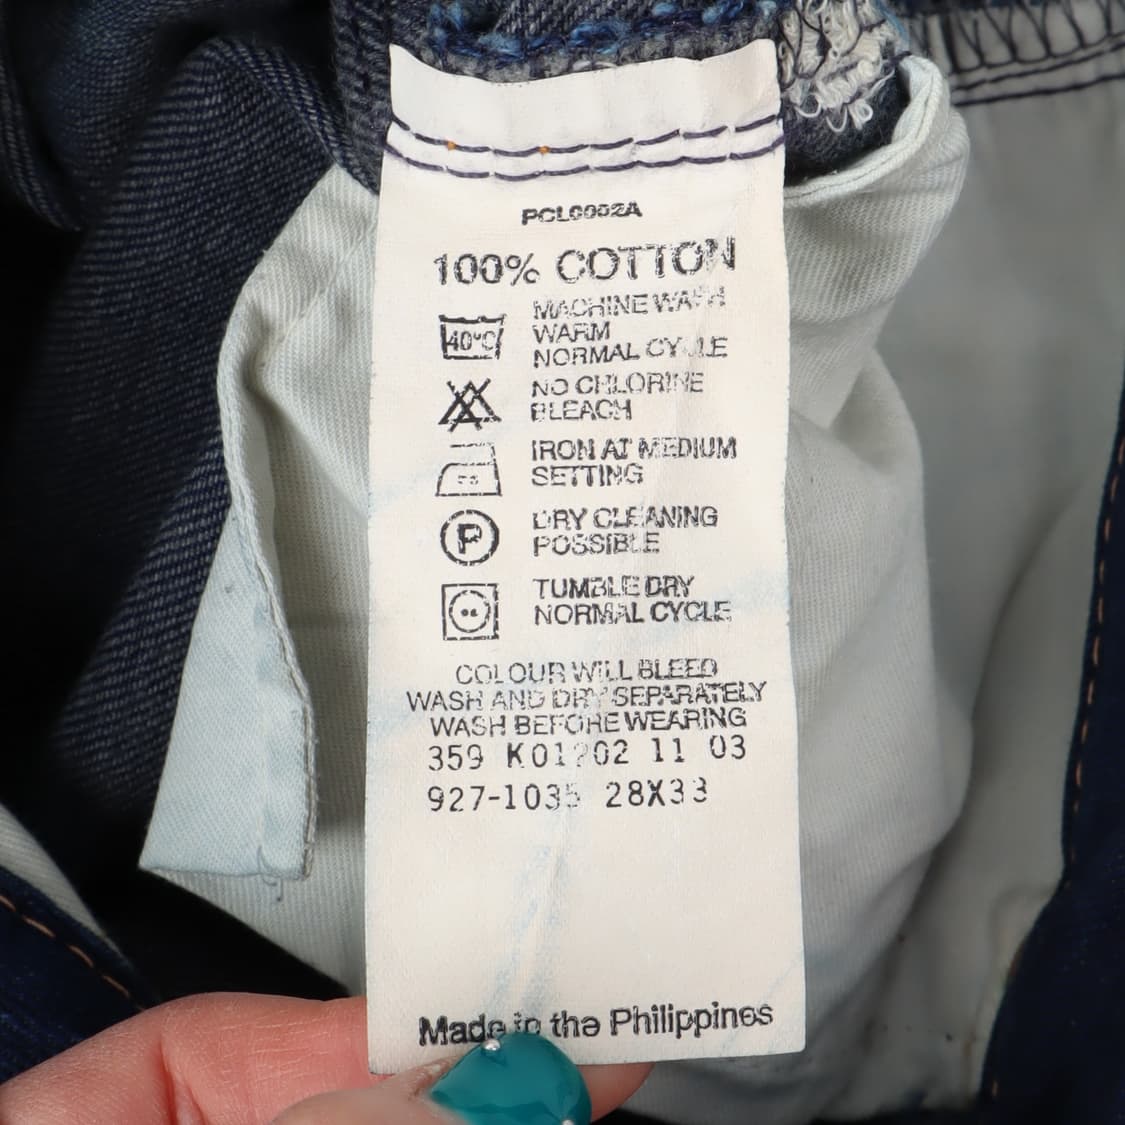 PCL0002A
100% COTTON
40°C
MACHINE WASH
WARM
NORMAL CYCLE
NO CHLORINE
BLEACH
IRON AT MEDIUM
SETTING
P
DRY CLEANING
POSSIBLE
TUMBLE DRY
NORMAL CYCLE
COLOUR WILL BLEED
WASH AND DRY SEPARATELY
WASH BEFORE WEARING
359 11 03
927-1035 28X33
Made in the Philippines